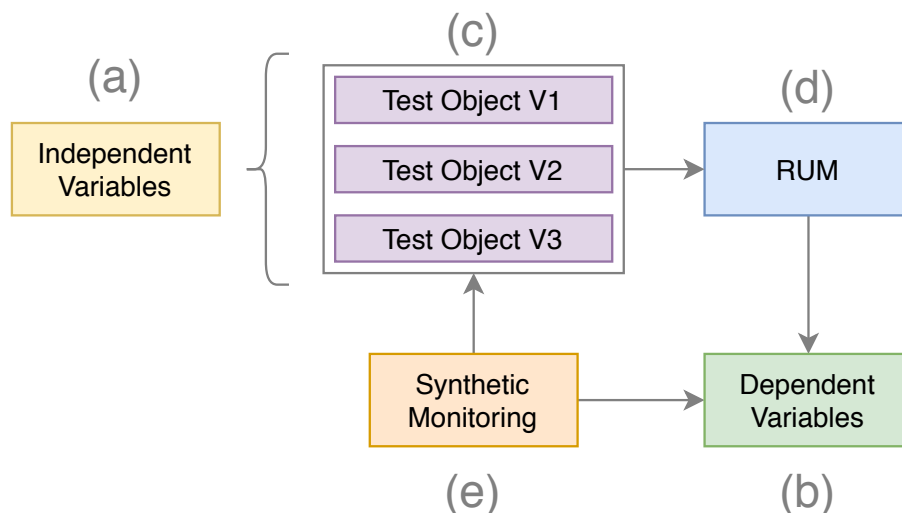 (a)
Independent
Variables
(c)
Test Object V1
Test Object V2
Test Object V3
(d)
RUM
Synthetic
Monitoring
(e)
Dependent
Variables
(b)